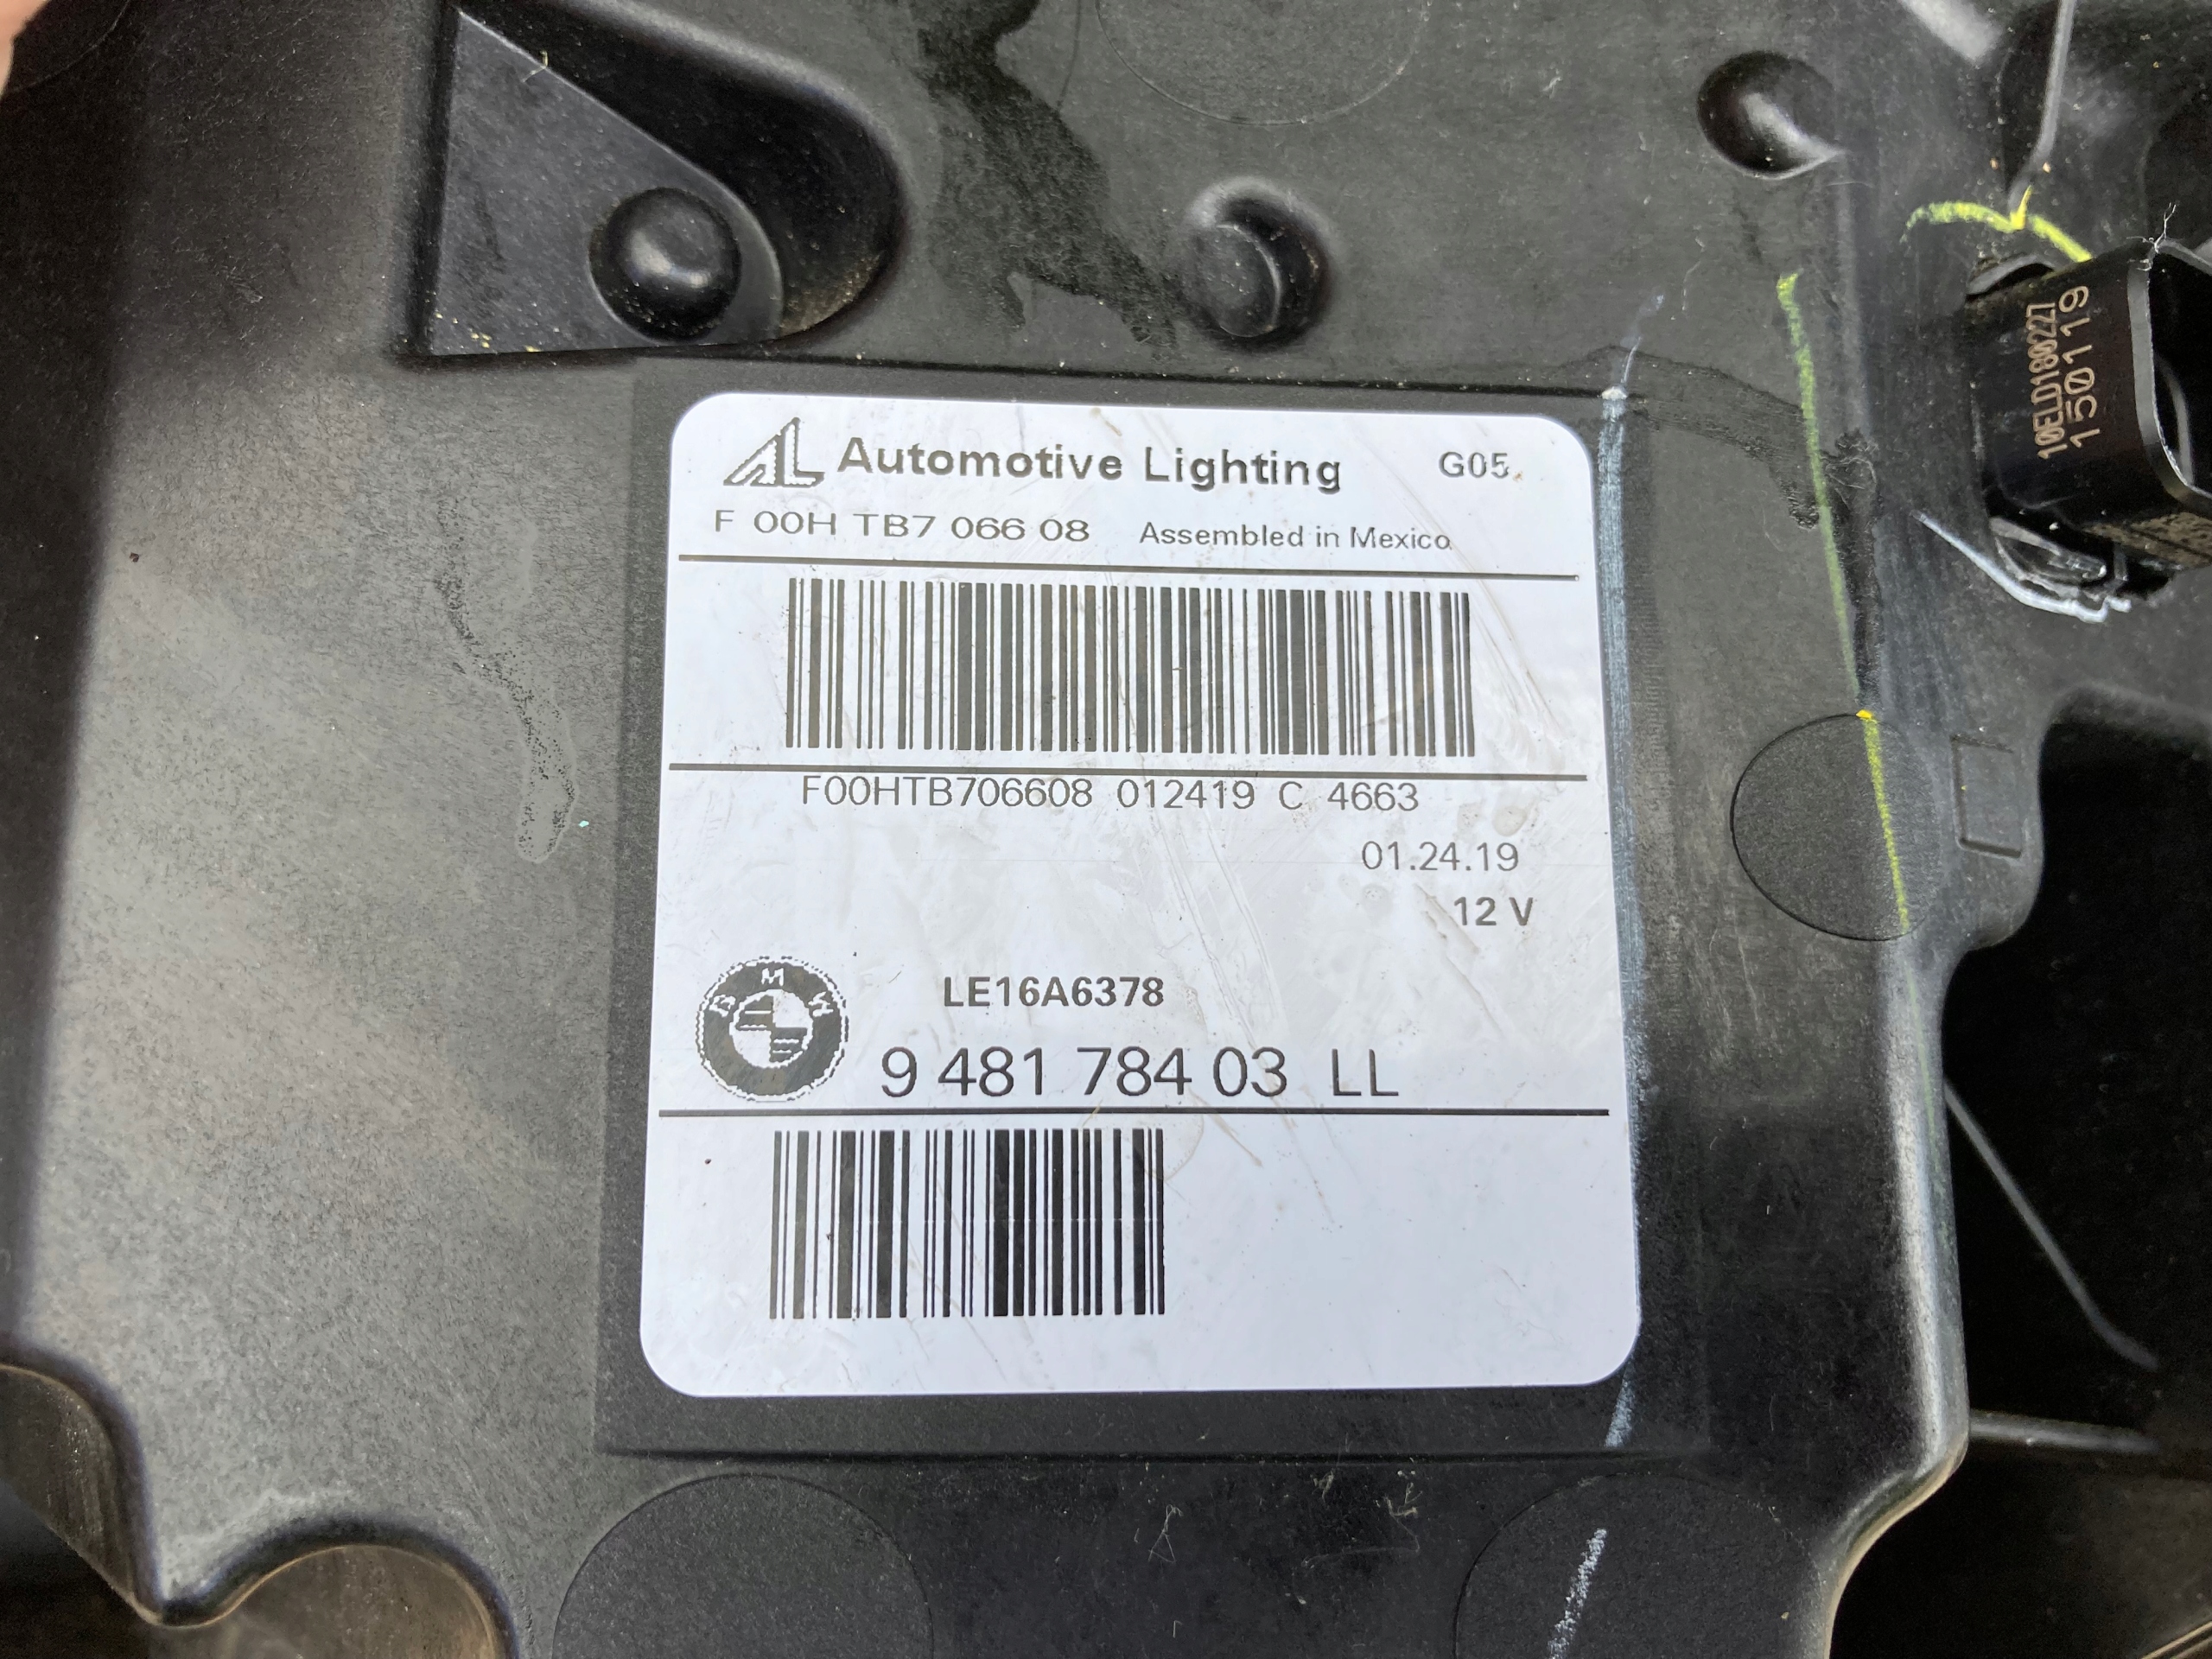 Automotive Lighting G05
F 00H TB7 066 08 Assembled in Mexico
F00HTB706608 012419 C 4663
01.24.19
12 V
LE16A6378
9 481 784 03 LL
10ELD180227
150119